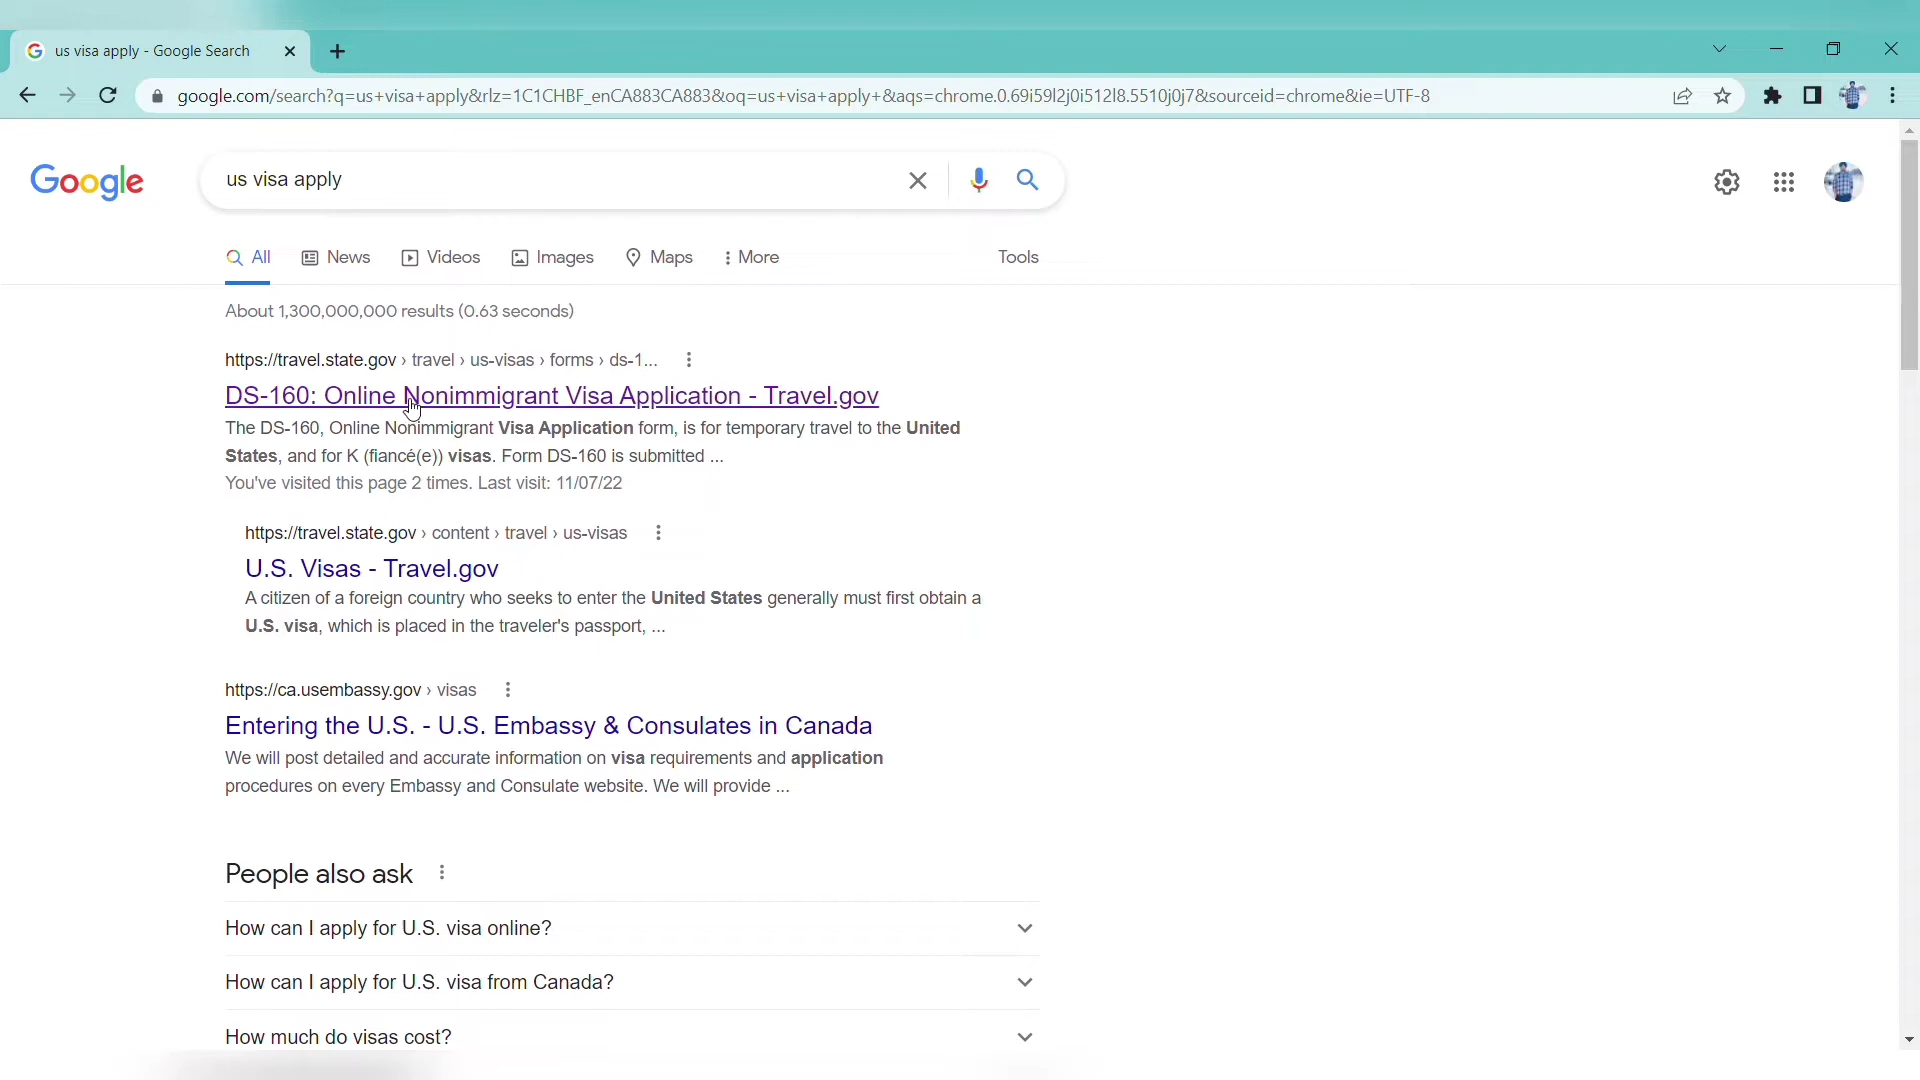 us visa apply - Google Search
google.com/search?q=us+visa+apply&rlz=1C1CHBF_enCA883CA883&oq=us+visa+apply+&aqs=chrome.0.69i59l2j0i512l8.5510j0j7&sourceid=chrome&ie=UTF-8
Google
us visa apply
All News Videos Images Maps More Tools
About 1,300,000,000 results (0.63 seconds)
https://travel.state.gov › travel › us-visas › forms › ds-1...
DS-160: Online Nonimmigrant Visa Application - Travel.gov
The DS-160, Online Nonimmigrant Visa Application form, is for temporary travel to the United
States, and for K (fiancé(e)) visas. Form DS-160 is submitted ...
You've visited this page 2 times. Last visit: 11/07/22
https://travel.state.gov › content › travel › us-visas
U.S. Visas - Travel.gov
A citizen of a foreign country who seeks to enter the United States generally must first obtain a
U.S. visa, which is placed in the traveler's passport, ...
https://ca.usembassy.gov › visas
Entering the U.S. - U.S. Embassy & Consulates in Canada
We will post detailed and accurate information on visa requirements and application
procedures on every Embassy and Consulate website. We will provide ...
People also ask
How can I apply for U.S. visa online?
How can I apply for U.S. visa from Canada?
How much do visas cost?